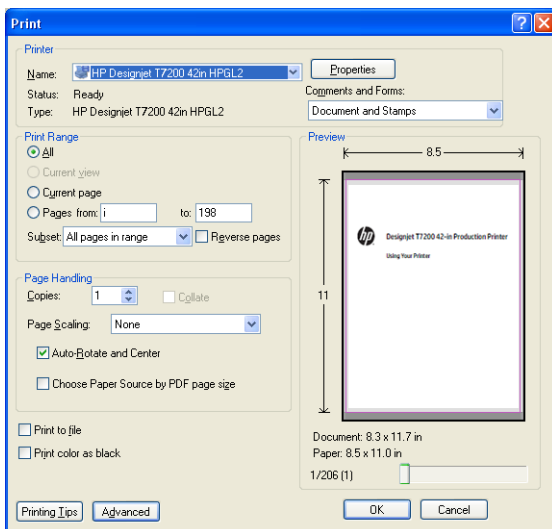 Print
Printer
Name: HP Designjet T7200 42in HPGL2
Properties
Status: Ready
Comments and Forms:
Type: HP Designjet T7200 42in HPGL2
Document and Stamps
Print Range
All
Current view
Current page
Pages from: i to: 198
Subset: All pages in range
Reverse pages
Page Handling
Copies: 1
Collate
Page Scaling: None
Auto-Rotate and Center
Choose Paper Source by PDF page size
Print to file
Print color as black
Preview
8.5
11
hp
Designjet T7200 42-in Production Printer
Using Your Printer
Document: 8.3 x 11.7 in
Paper: 8.5 x 11.0 in
1/206 (1)
Printing Tips
Advanced
OK
Cancel